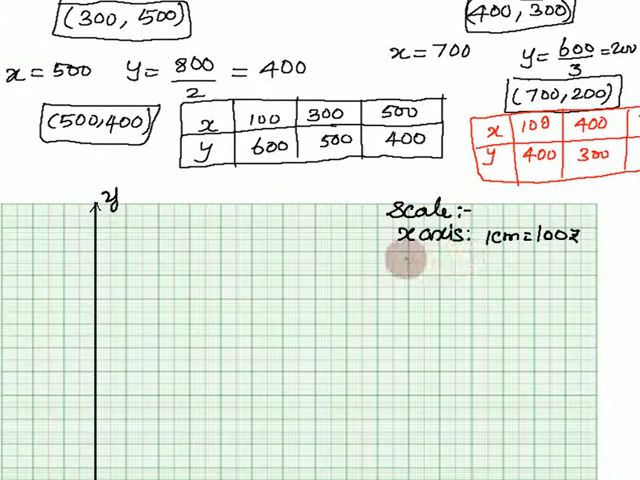 (300, 500)
(400, 300)
x = 700
y = 600/3 = 200
x = 500 y = 800/2 = 400
(700, 200)
(500, 400)
x 100 300 500
y 600 500 400
x 100 400
y 400 300
y
Scale:-
x axis: 1cm = 100